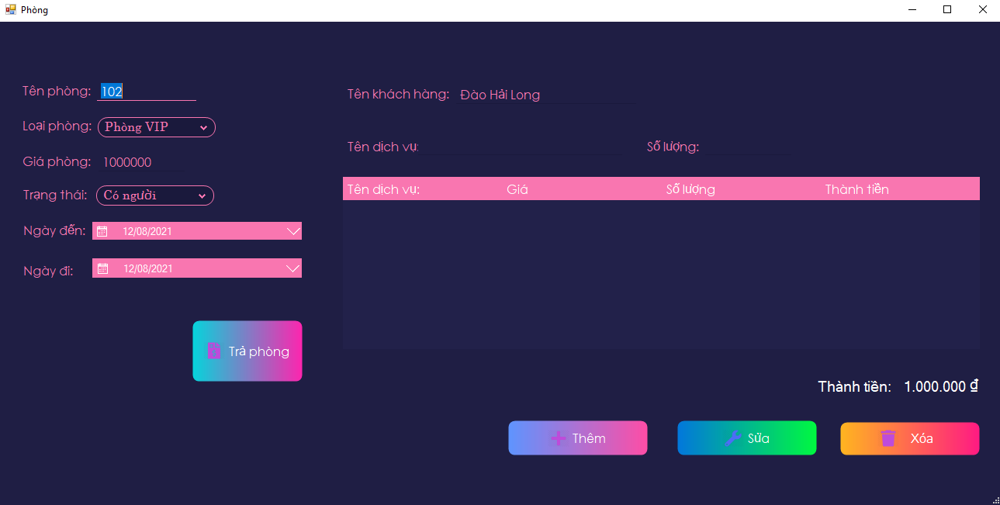 Phòng
Tên phòng: 102
Loại phòng: Phòng VIP
Giá phòng: 1000000
Trạng thái: Có người
Ngày đến: 12/08/2021
Ngày đi: 12/08/2021
Trả phòng
Tên khách hàng: Đào Hải Long
Tên dịch vụ: Số lượng:
Tên dịch vụ: Giá Số lượng Thành tiền
Thành tiền: 1.000.000 ₫
Thêm Sửa Xóa